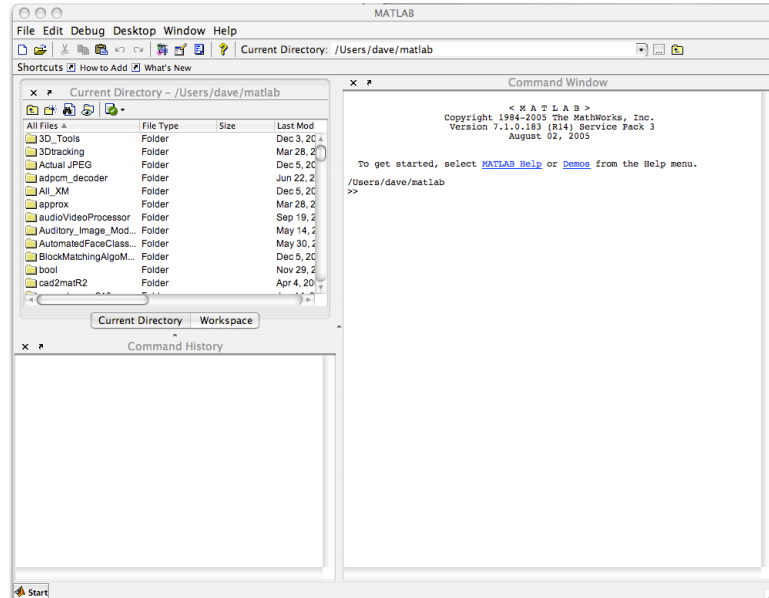 MATLAB
File Edit Debug Desktop Window Help
Current Directory: /Users/dave/matlab
Shortcuts How to Add What's New
Current Directory – /Users/dave/matlab
All Files File Type Size Last Mod
3D_Tools Folder Dec 3, 20
3Dtracking Folder Mar 28, 2
Actual JPEG Folder Dec 5, 20
adpcm_decoder Folder Jun 22, 2
All_XM Folder Dec 5, 20
approx Folder Mar 28, 2
audioVideoProcessor Folder Sep 19, 2
Auditory_Image_Mod... Folder May 14, 2
AutomatedFaceClass... Folder May 30, 2
BlockMatchingAlgoM... Folder Dec 5, 20
bool Folder Nov 29, 2
cad2matR2 Folder Apr 4, 20
Current Directory Workspace
Command History
Command Window
< M A T L A B >
Copyright 1984-2005 The MathWorks, Inc.
Version 7.1.0.183 (R14) Service Pack 3
August 02, 2005
To get started, select MATLAB Help or Demos from the Help menu.
/Users/dave/matlab
>>
Start